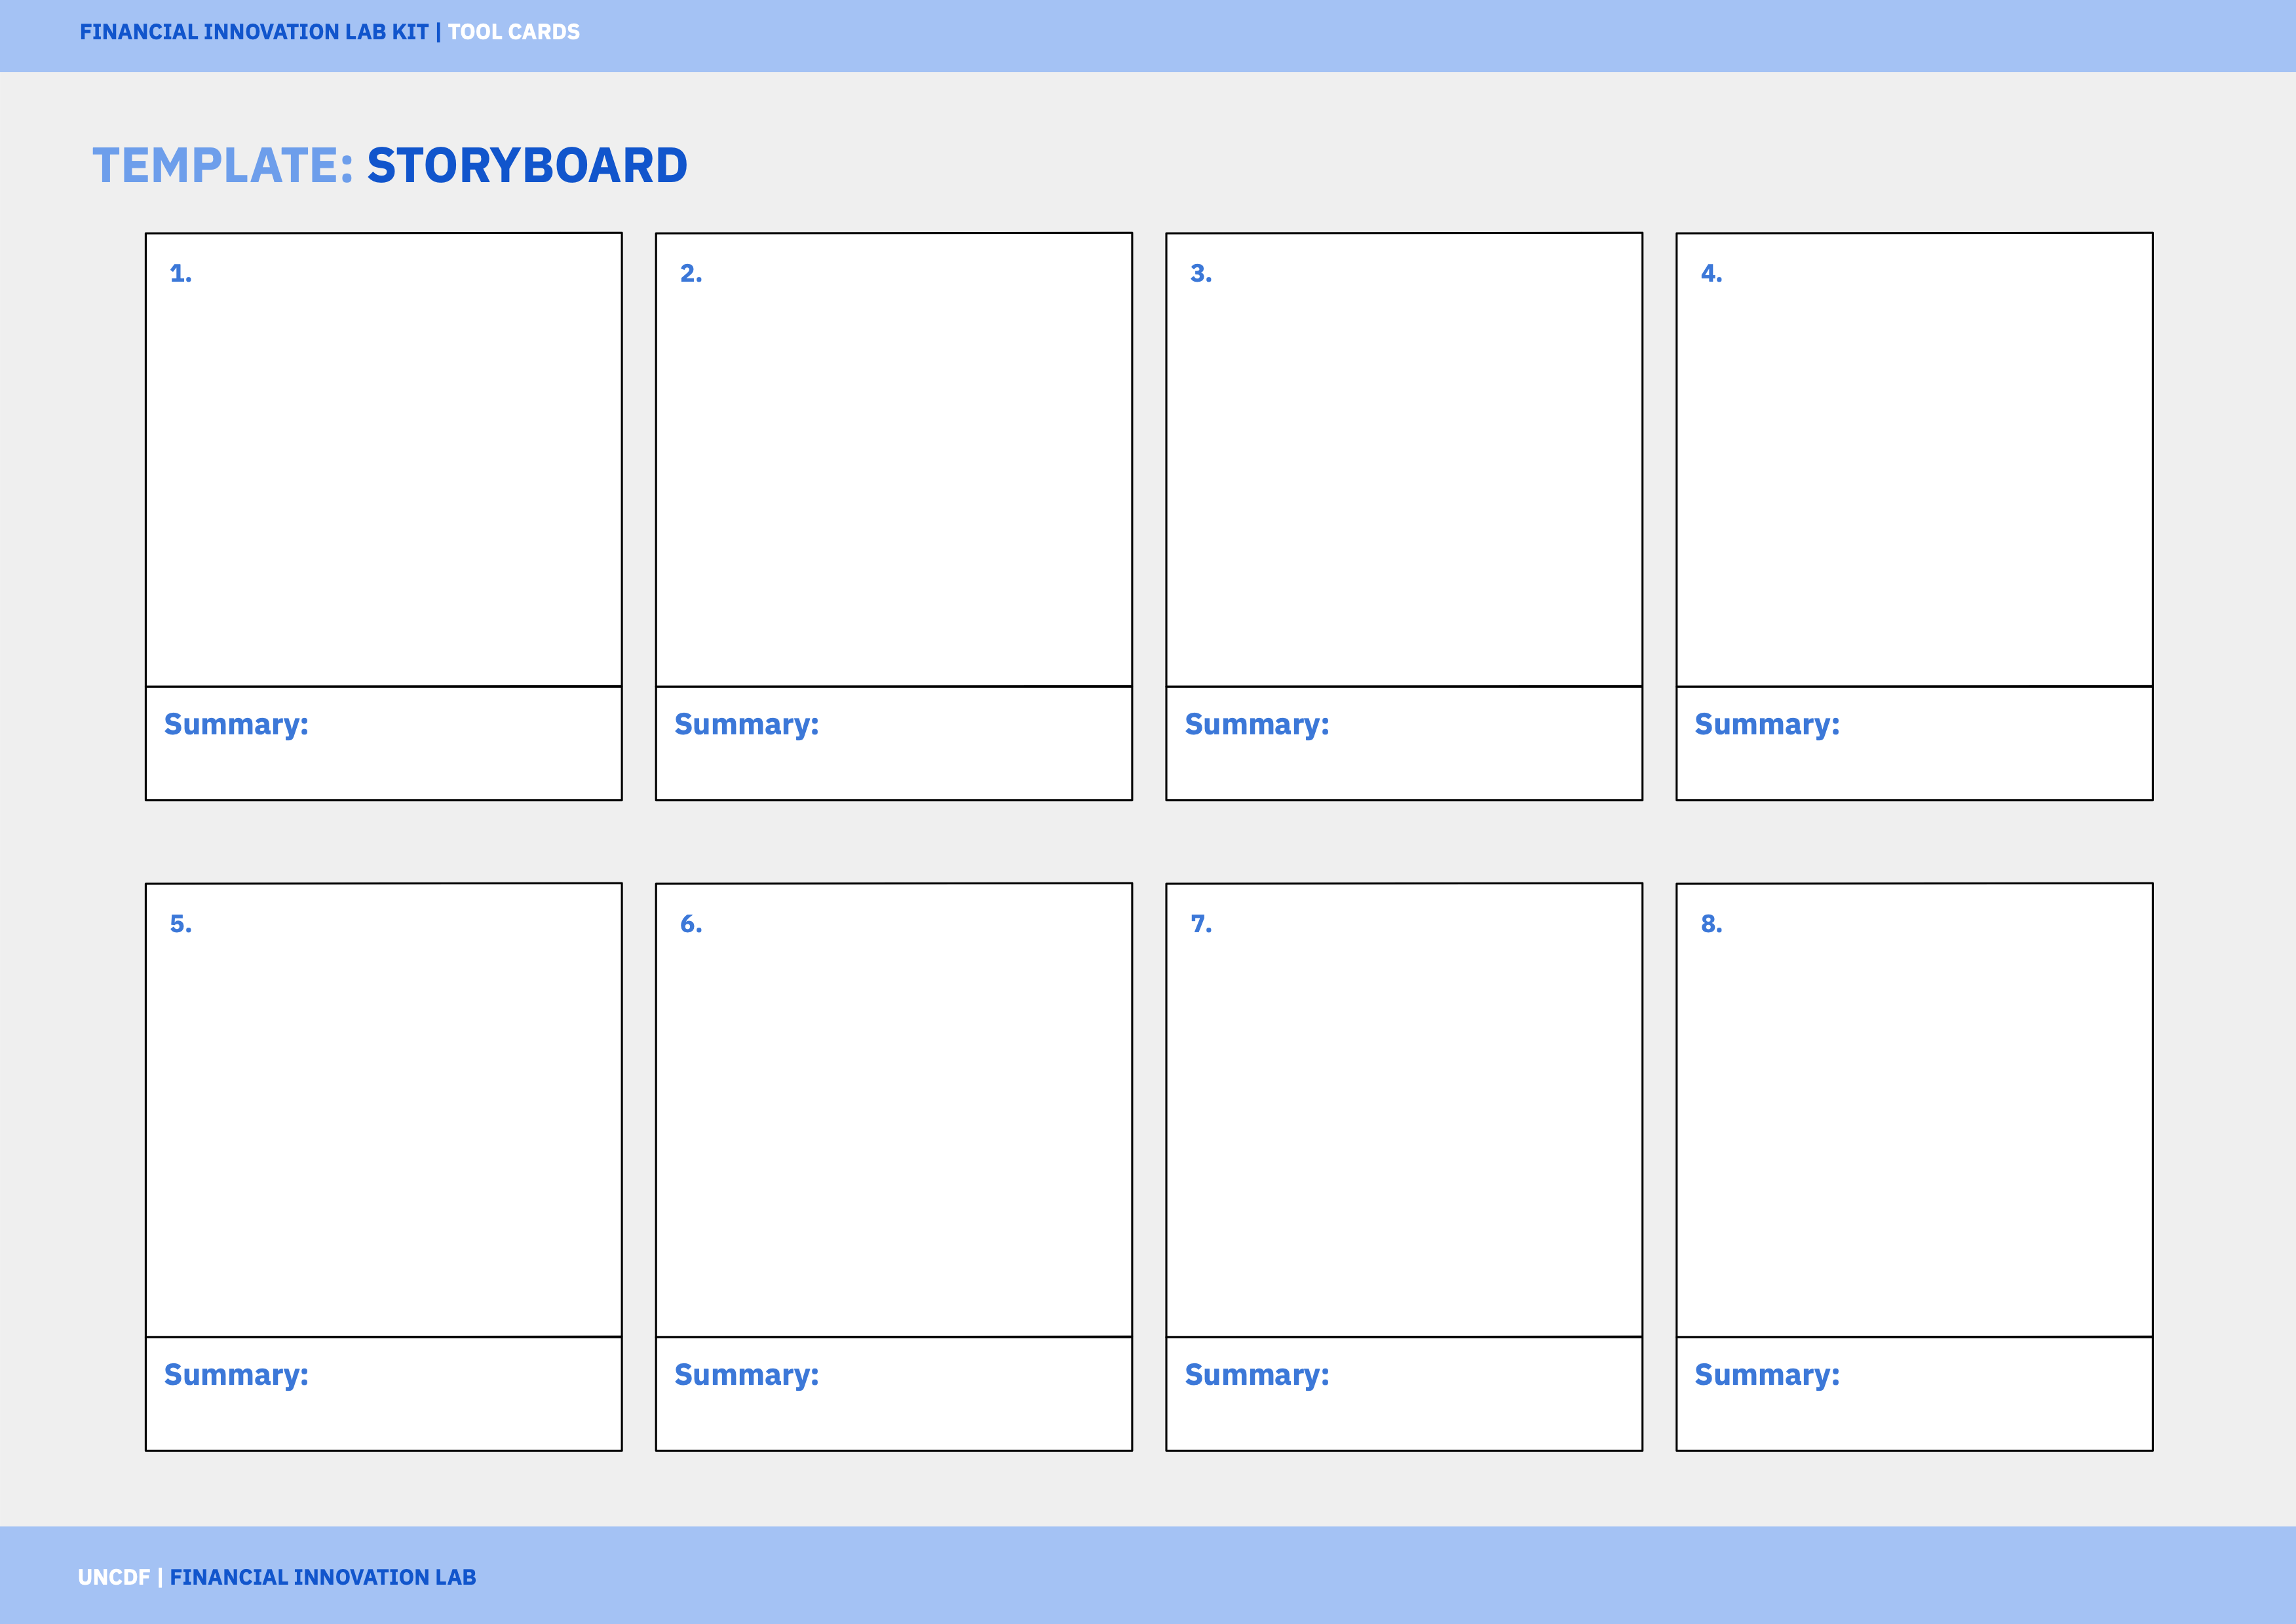 FINANCIAL INNOVATION LAB KIT | TOOL CARDS
TEMPLATE: STORYBOARD
1.
2.
3.
4.
Summary:
Summary:
Summary:
Summary:
5.
6.
7.
8.
Summary:
Summary:
Summary:
Summary:
UNCDF | FINANCIAL INNOVATION LAB